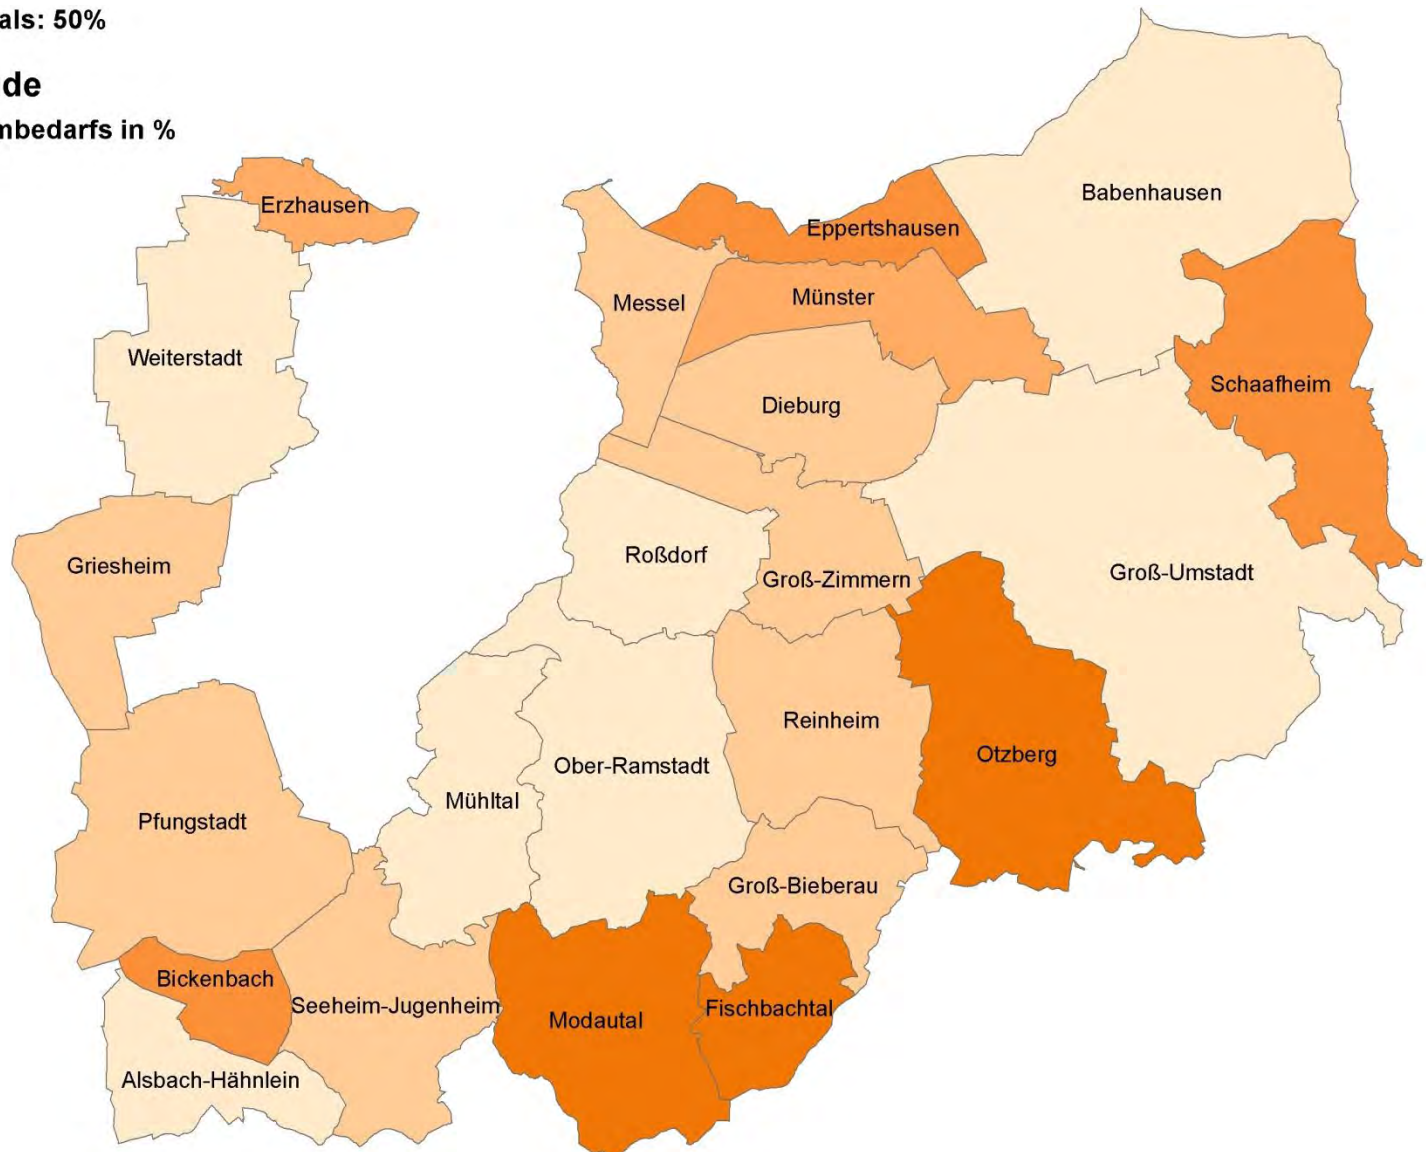 als: 50%
de
mbedarfs in %
Erzhausen
Babenhausen
Eppertshausen
Messel
Münster
Weiterstadt
Schaafheim
Dieburg
Roßdorf
Griesheim
Groß-Zimmern
Groß-Umstadt
Reinheim
Otzberg
Ober-Ramstadt
Mühltal
Pfungstadt
Groß-Bieberau
Bickenbach
Seeheim-Jugenheim
Modautal
Fischbachtal
Alsbach-Hähnlein